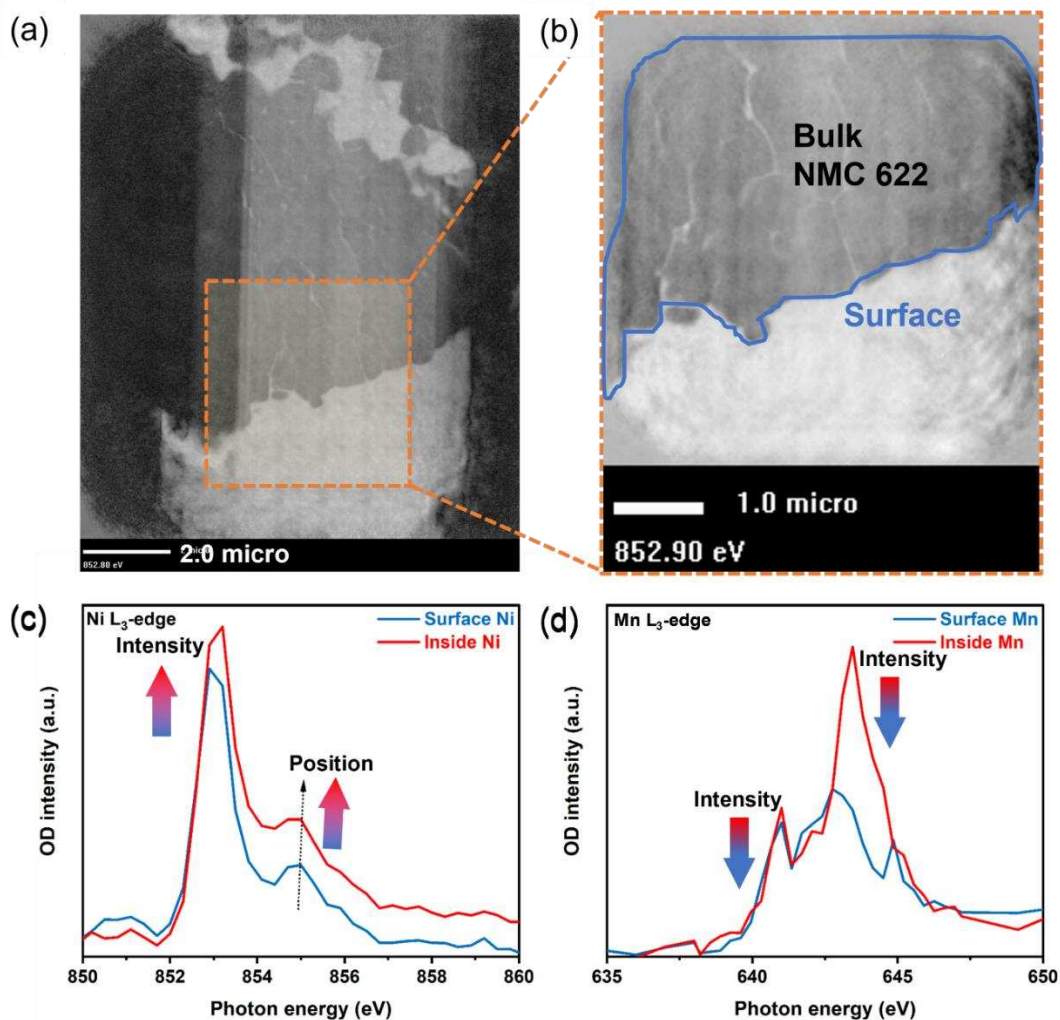 (a)
2.0 micro
852.80 eV
(b)
Bulk
NMC 622
Surface
1.0 micro
852.90 eV
(c)
Ni L₃-edge
Surface Ni
Inside Ni
Intensity
Position
OD intensity (a.u.)
850 852 854 856 858 860
Photon energy (eV)
(d)
Mn L₃-edge
Surface Mn
Inside Mn
Intensity
Intensity
OD intensity (a.u.)
635 640 645 650
Photon energy (eV)